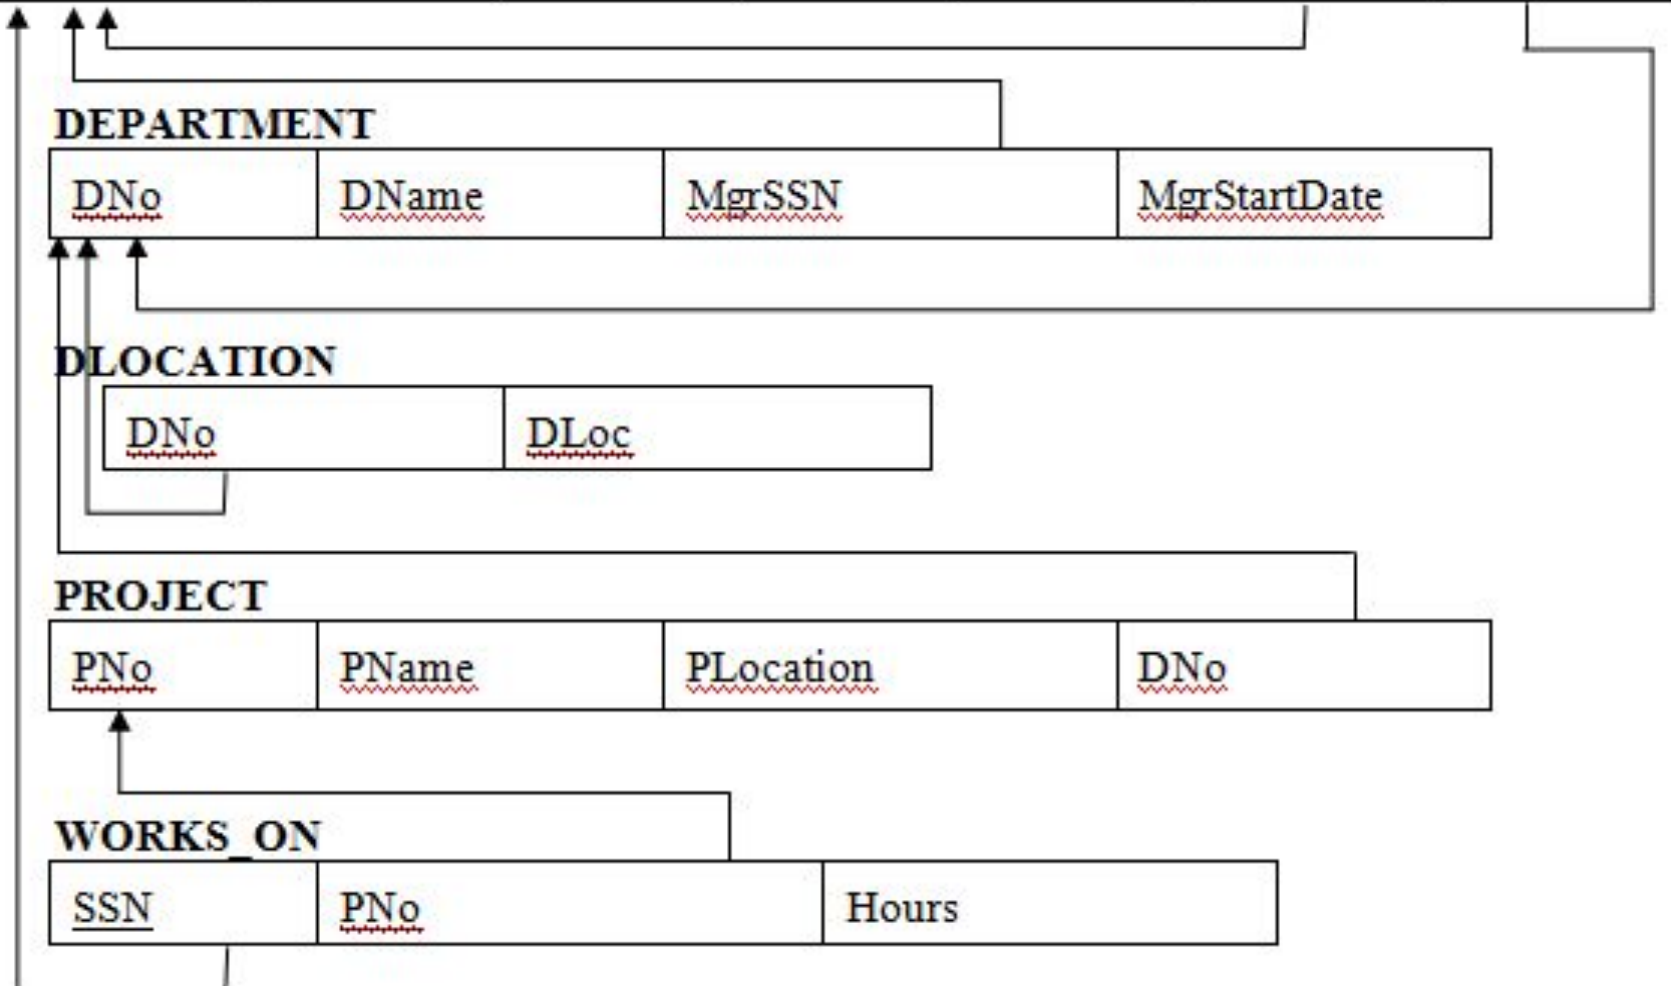 DEPARTMENT
DNo DName MgrSSN MgrStartDate
DLOCATION
DNo DLoc
PROJECT
PNo PName PLocation DNo
WORKS_ON
SSN PNo Hours